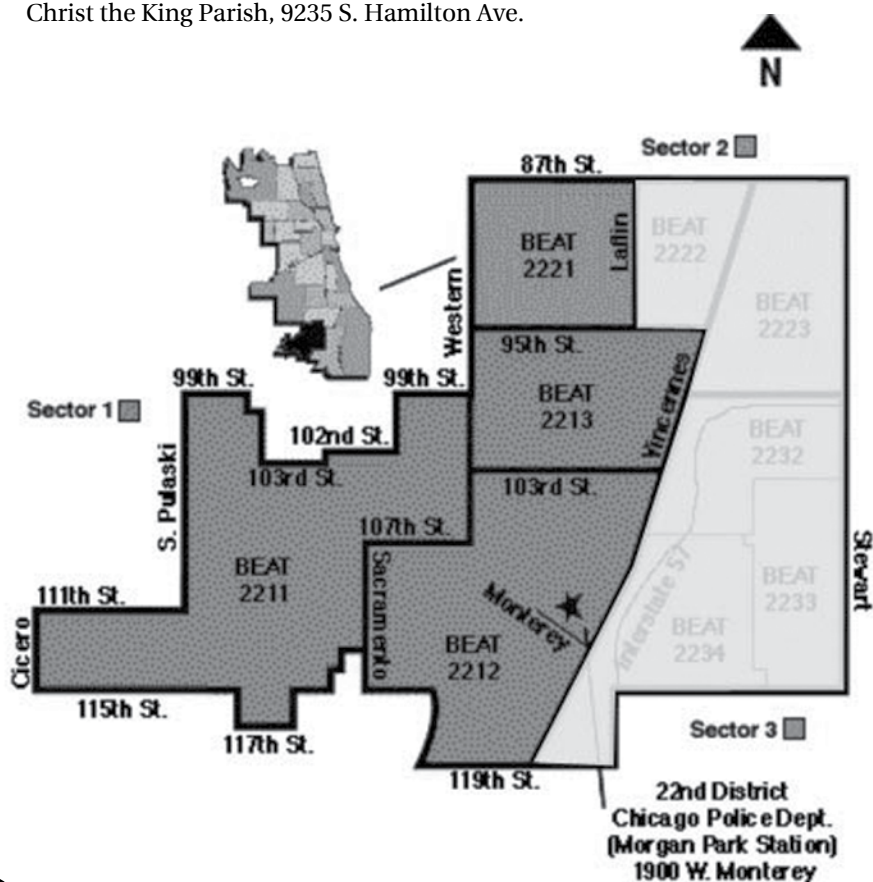 Christ the King Parish, 9235 S. Hamilton Ave.
N
Sector 2
87th St.
BEAT
2221
Laflin
BEAT
2222
BEAT
2223
Western
95th St.
99th St.
99th St.
Sector 1
BEAT
2213
Vincennes
102nd St.
103rd St.
103rd St.
BEAT
2232
S. Pulaski
107th St.
BEAT
2211
Sacramento
Monterey
Interstate 57
Stewart
BEAT
2233
111th St.
Cicero
BEAT
2212
BEAT
2234
115th St.
117th St.
119th St.
Sector 3
22nd District
Chicago Police Dept.
(Morgan Park Station)
1900 W. Monterey